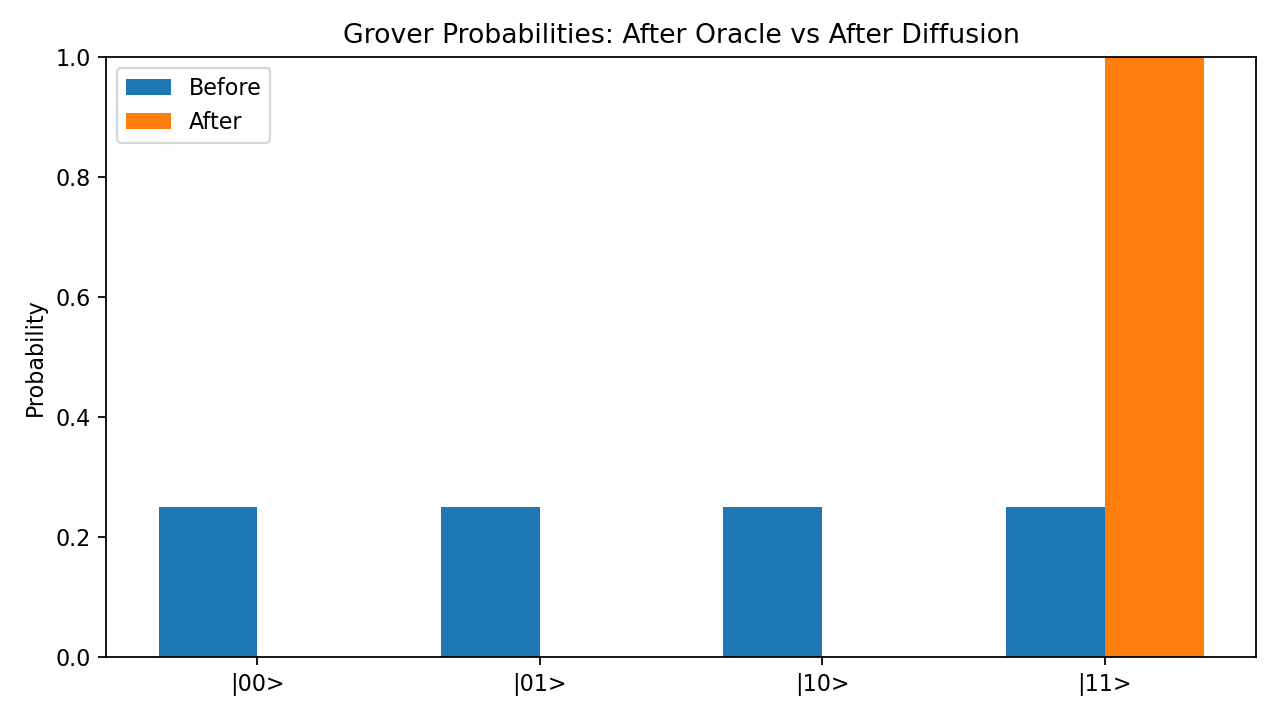 Grover Probabilities: After Oracle vs After Diffusion
Before
After
Probability
1.0
0.8
0.6
0.4
0.2
0.0
|00>
|01>
|10>
|11>